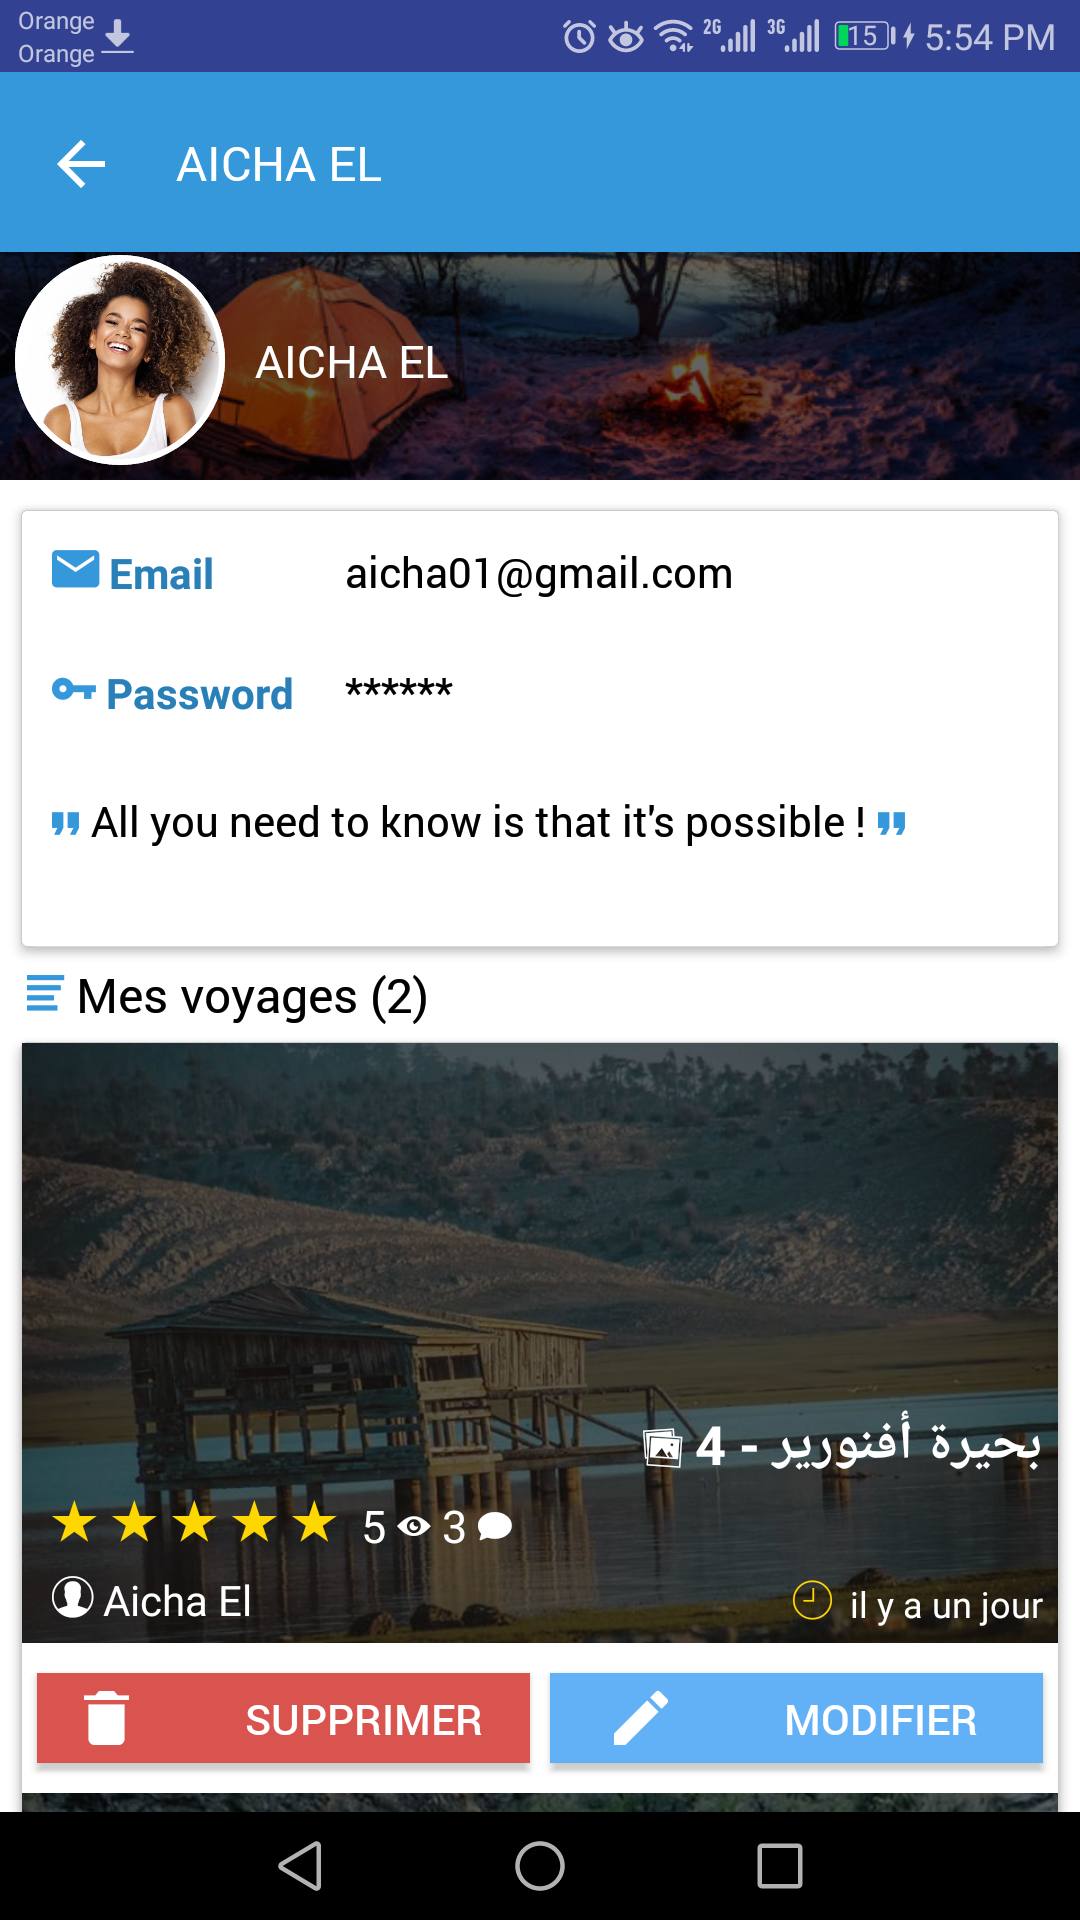 Orange
Orange
2G 3G 15 5:54 PM
AICHA EL
AICHA EL
Email aicha01@gmail.com
Password ******
All you need to know is that it's possible !
Mes voyages (2)
بحيرة أفنورير - 4
5 3
Aicha El il y a un jour
SUPPRIMER MODIFIER